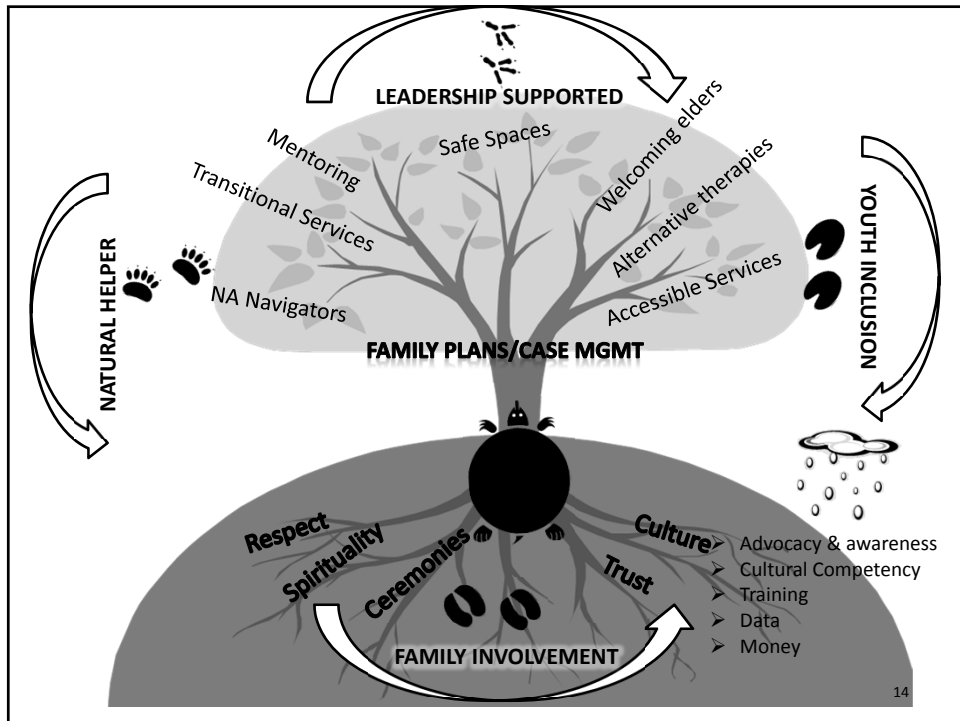 LEADERSHIP SUPPORTED
Safe Spaces
Mentoring
Transitional Services
NA Navigators
Welcoming elders
Alternative therapies
Accessible Services
NATURAL HELPER
YOUTH INCLUSION
FAMILY PLANS/CASE MGMT
Respect
Spirituality
Ceremonies
Trust
Culture
➢ Advocacy & awareness
➢ Cultural Competency
➢ Training
➢ Data
➢ Money
FAMILY INVOLVEMENT
14